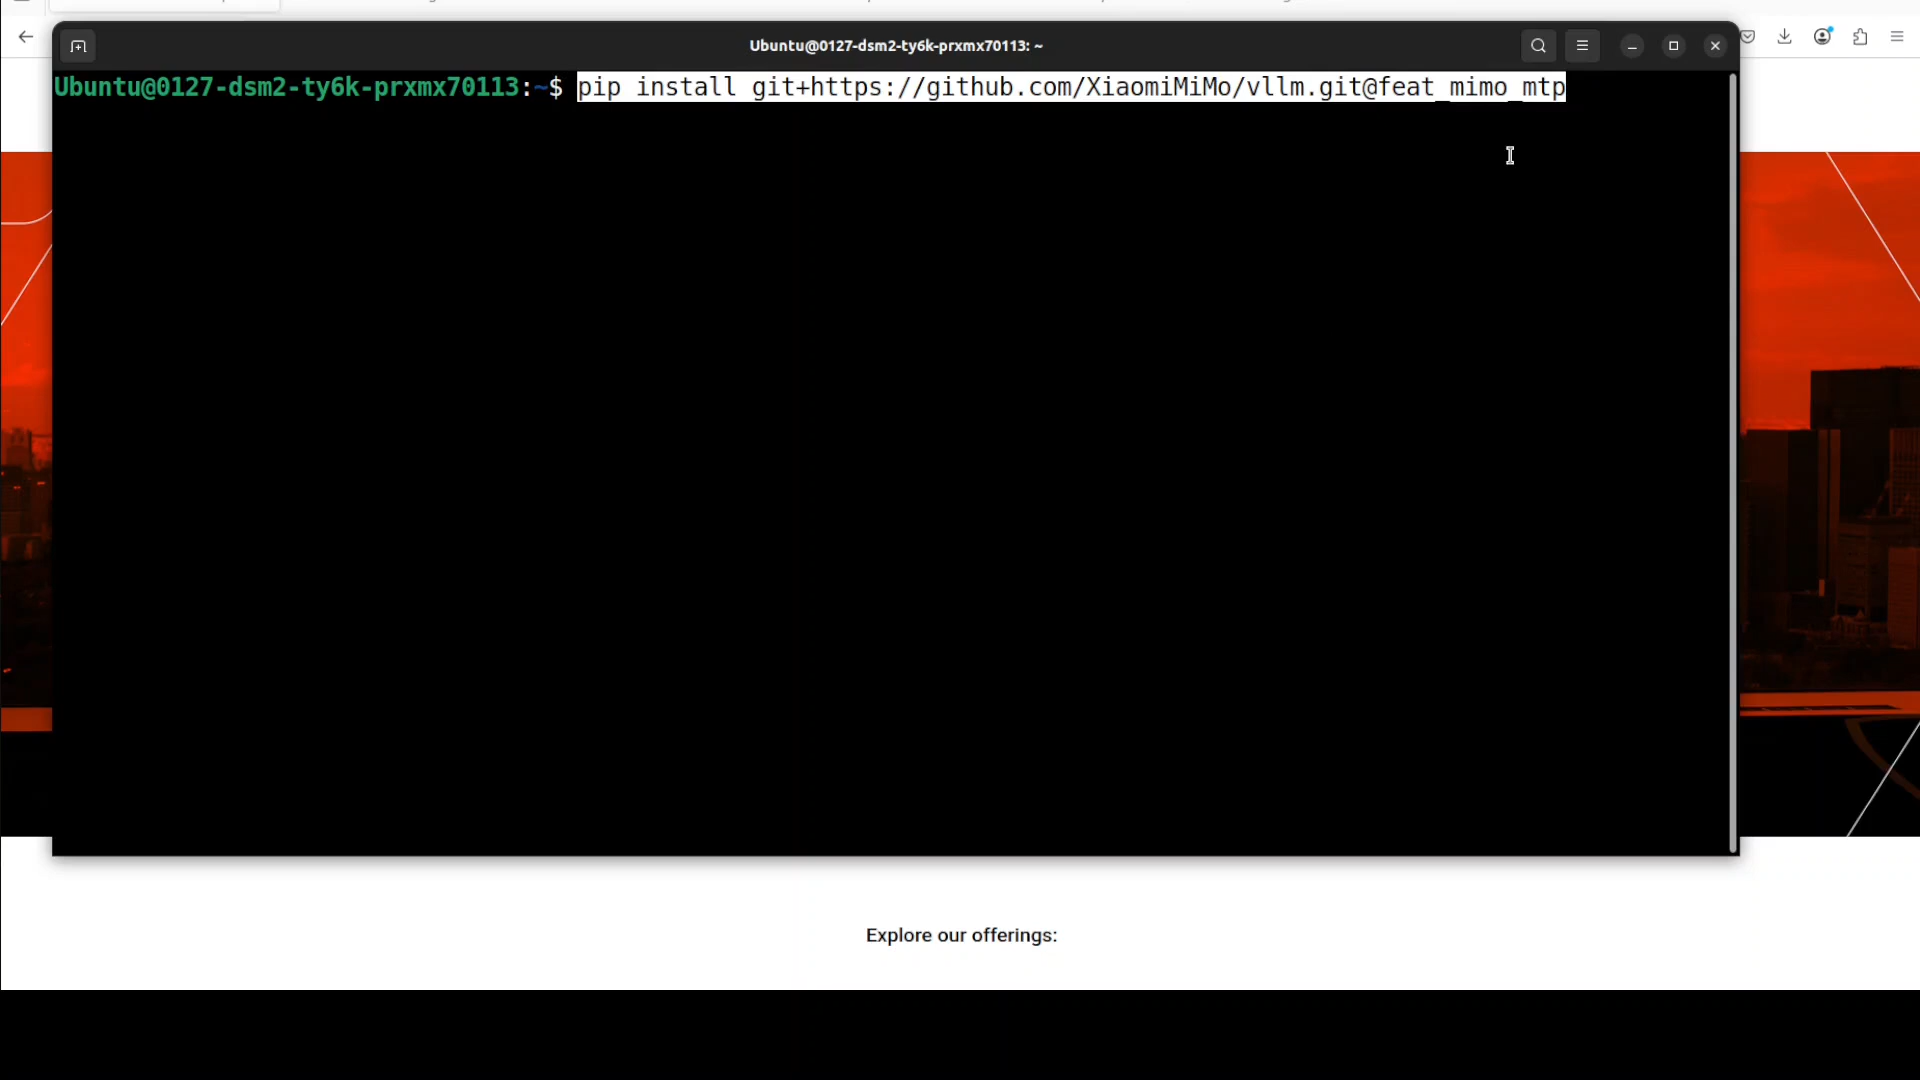 Ubuntu@0127-dsm2-ty6k-prxmx70113: ~
Ubuntu@0127-dsm2-ty6k-prxmx70113:~$ pip install git+https://github.com/XiaomiMiMo/vllm.git@feat_mimo_mtp
Explore our offerings: